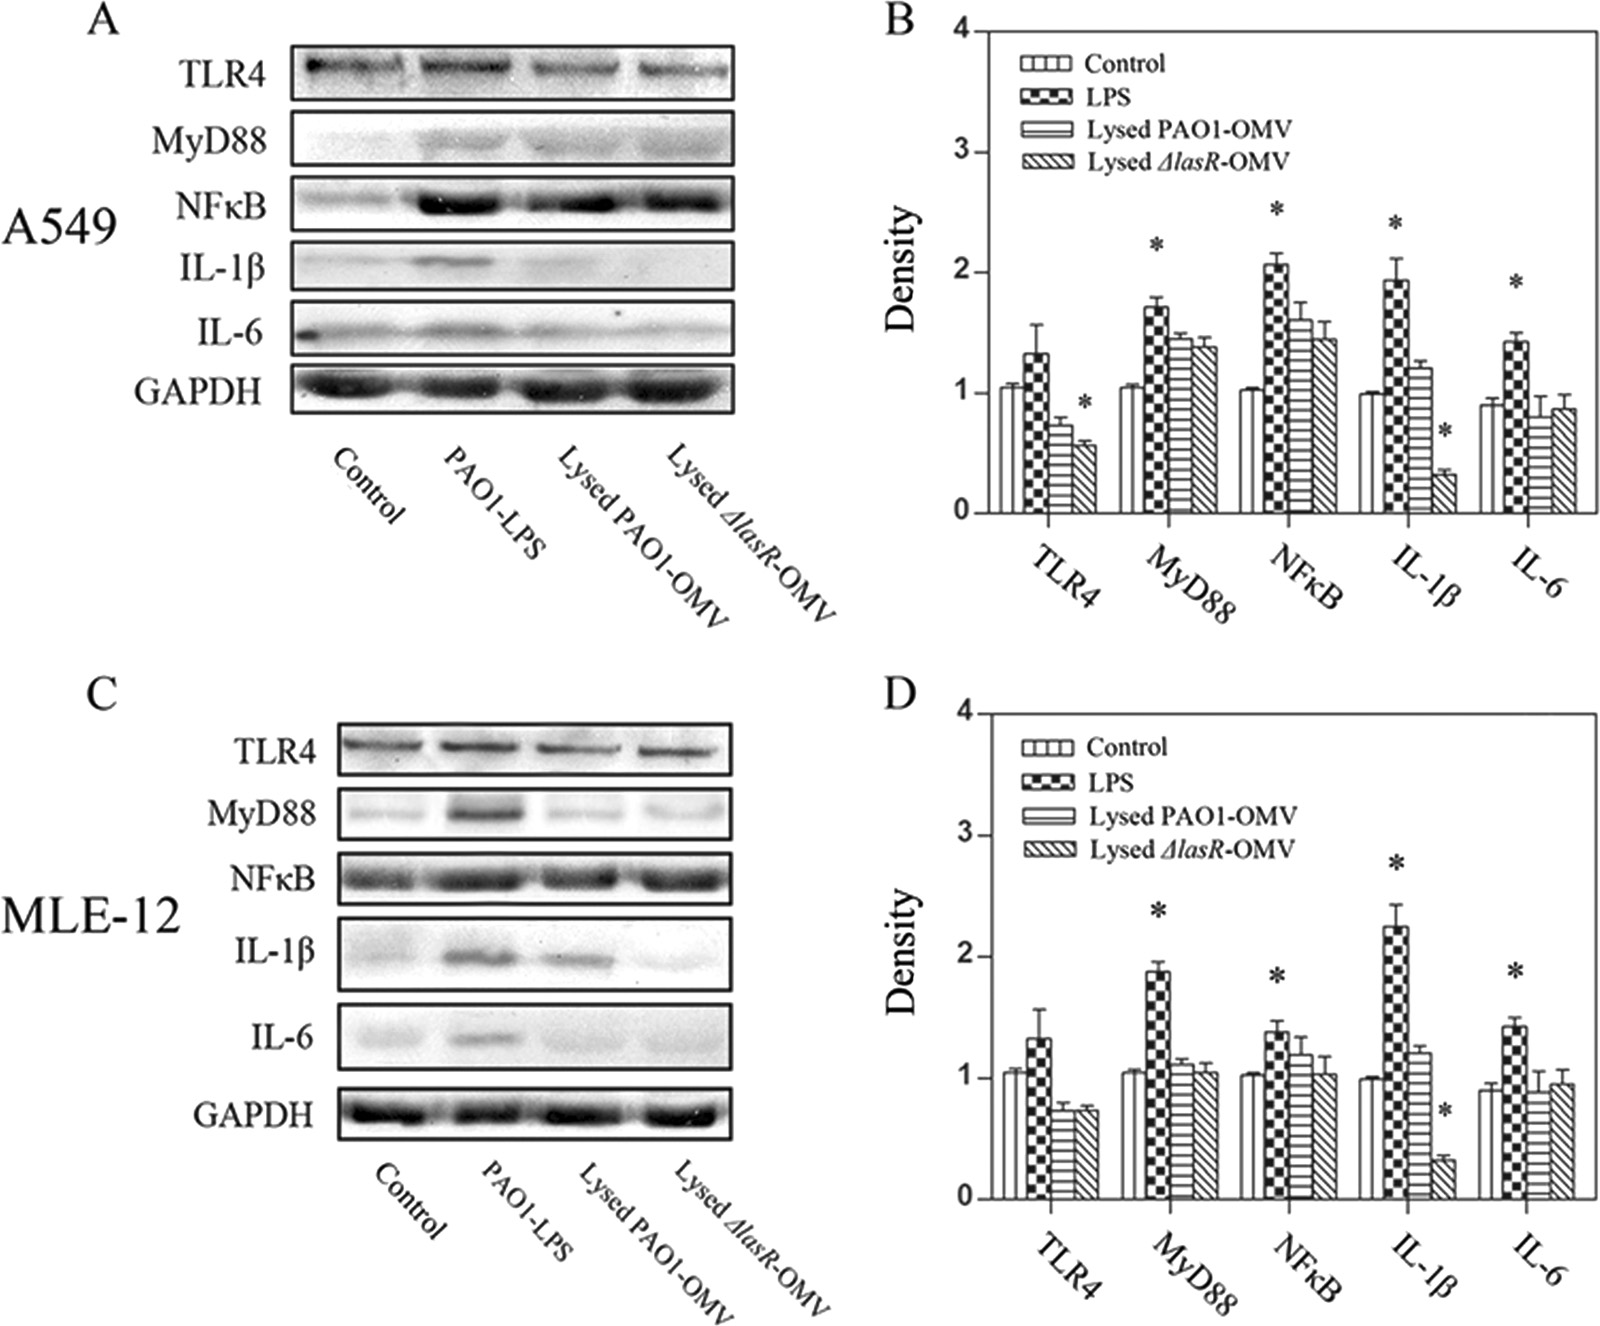 A
TLR4
MyD88
NFκB
IL-1β
IL-6
GAPDH
A549
Control
PAO1-LPS
Lysed PAO1-OMV
Lysed ΔlasR-OMV
B
4
3
2
1
0
Density
Control
LPS
Lysed PAO1-OMV
Lysed ΔlasR-OMV
*
*
*
*
*
*
TLR4
MyD88
NFκB
IL-1β
IL-6
C
TLR4
MyD88
NFκB
IL-1β
IL-6
GAPDH
MLE-12
Control
PAO1-LPS
Lysed PAO1-OMV
Lysed ΔlasR-OMV
D
4
3
2
1
0
Density
Control
LPS
Lysed PAO1-OMV
Lysed ΔlasR-OMV
*
*
*
*
*
TLR4
MyD88
NFκB
IL-1β
IL-6